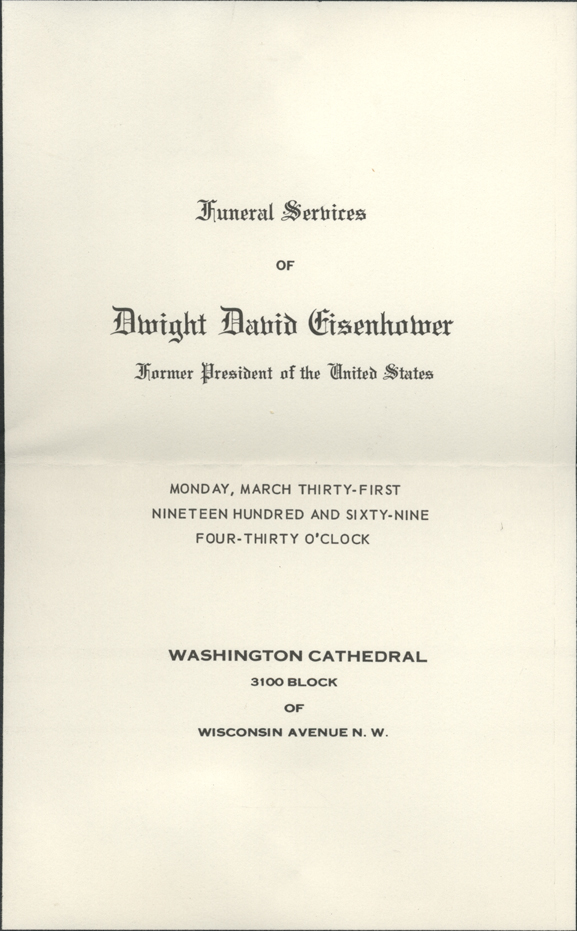 Funeral Services
OF
Dwight David Eisenhower
Former President of the United States
MONDAY, MARCH THIRTY-FIRST
NINETEEN HUNDRED AND SIXTY-NINE
FOUR-THIRTY O'CLOCK
WASHINGTON CATHEDRAL
3100 BLOCK
OF
WISCONSIN AVENUE N. W.